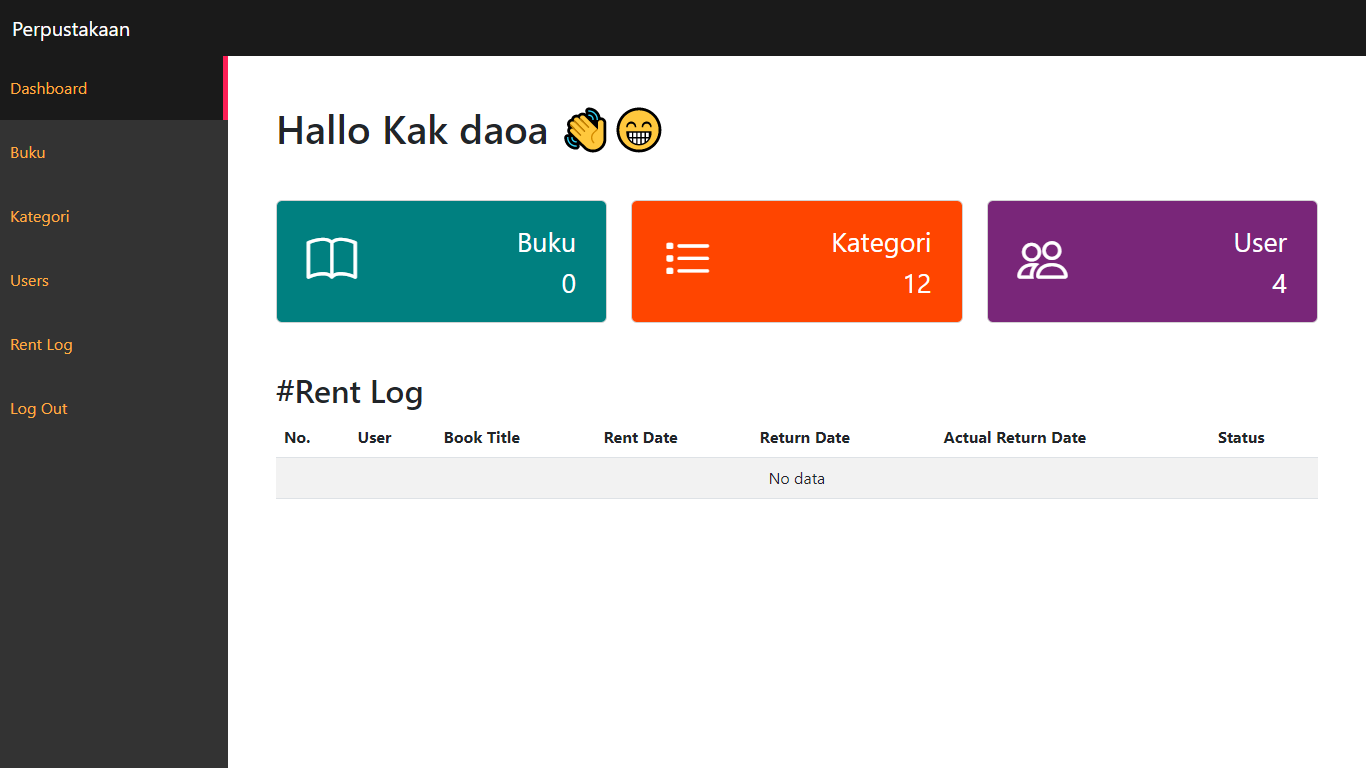 Perpustakaan
Dashboard
Buku
Kategori
Users
Rent Log
Log Out
Hallo Kak daoa 👋😁
Buku
0
Kategori
12
User
4
#Rent Log
No. User Book Title Rent Date Return Date Actual Return Date Status
No data